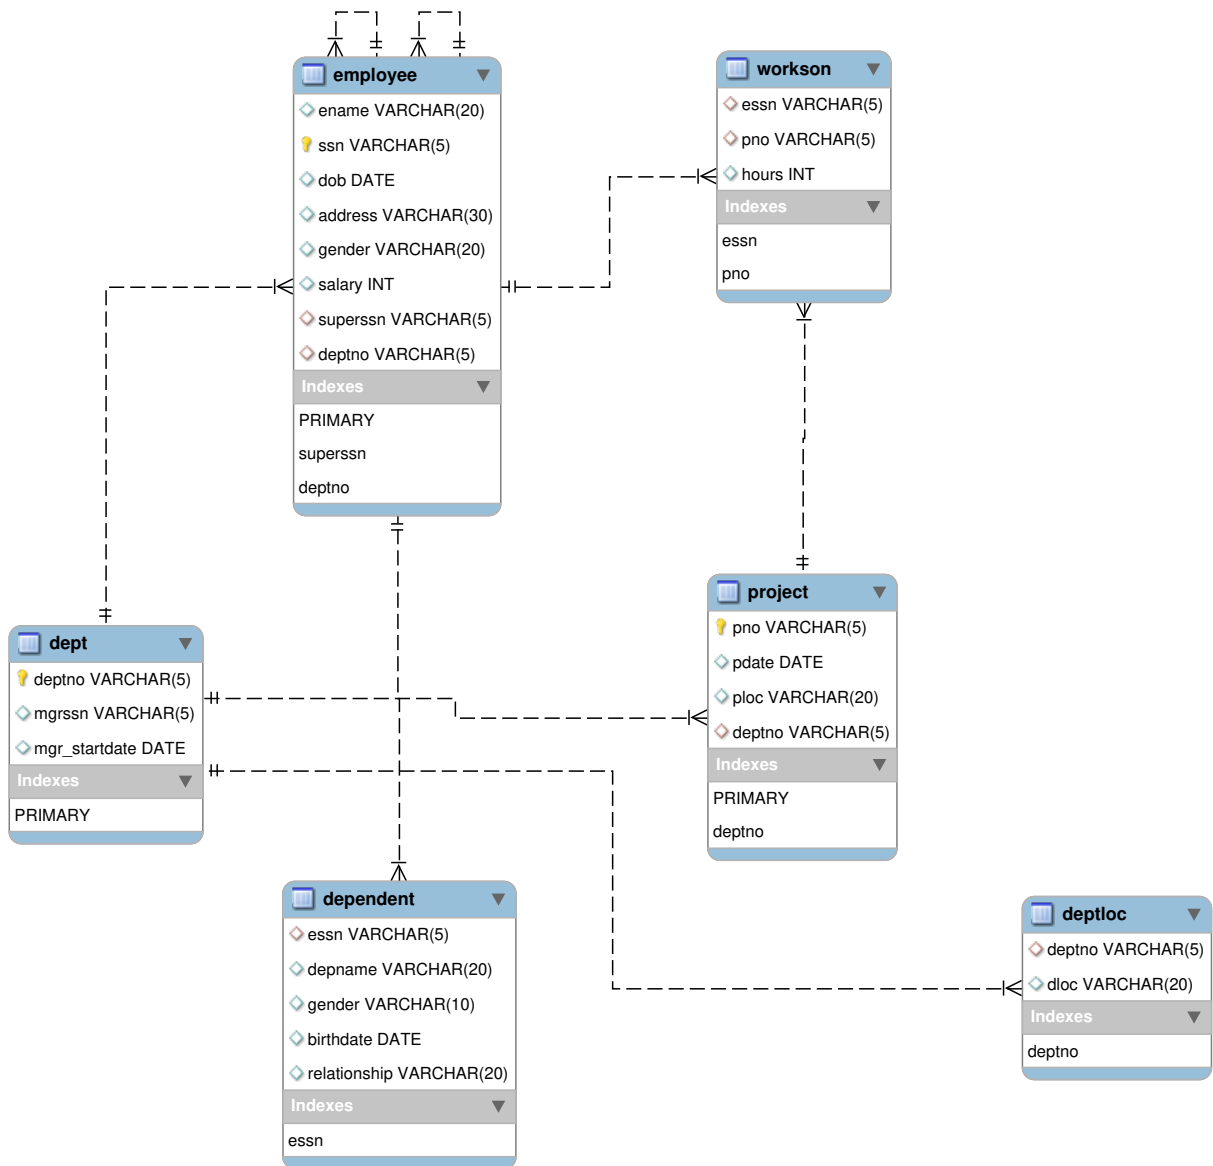 employee
ename VARCHAR(20)
ssn VARCHAR(5)
dob DATE
address VARCHAR(30)
gender VARCHAR(20)
salary INT
superssn VARCHAR(5)
deptno VARCHAR(5)
Indexes
PRIMARY
superssn
deptno
workson
essn VARCHAR(5)
pno VARCHAR(5)
hours INT
Indexes
essn
pno
dept
deptno VARCHAR(5)
mgrssn VARCHAR(5)
mgr_startdate DATE
Indexes
PRIMARY
project
pno VARCHAR(5)
pdate DATE
ploc VARCHAR(20)
deptno VARCHAR(5)
Indexes
PRIMARY
deptno
dependent
essn VARCHAR(5)
depname VARCHAR(20)
gender VARCHAR(10)
birthdate DATE
relationship VARCHAR(20)
Indexes
essn
deptloc
deptno VARCHAR(5)
dloc VARCHAR(20)
Indexes
deptno